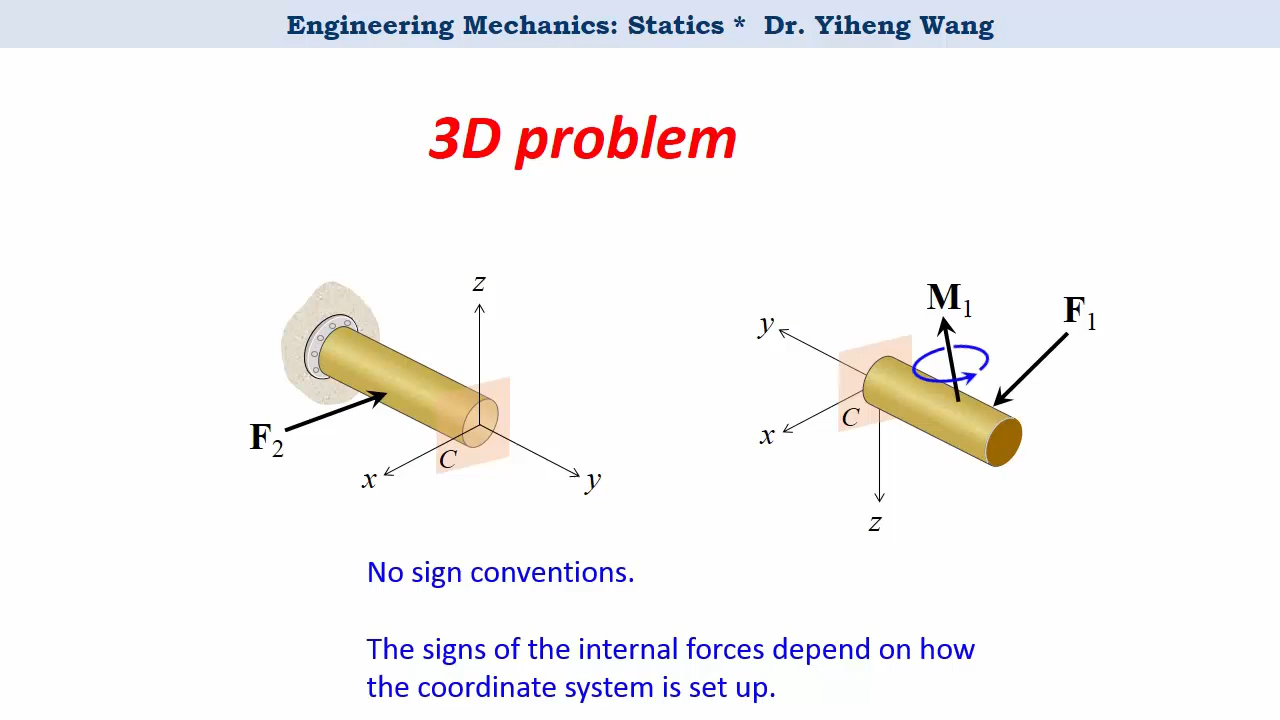 Engineering Mechanics: Statics * Dr. Yiheng Wang
3D problem
z
F2
x
C
y
M1
F1
y
x
C
z
No sign conventions.
The signs of the internal forces depend on how
the coordinate system is set up.